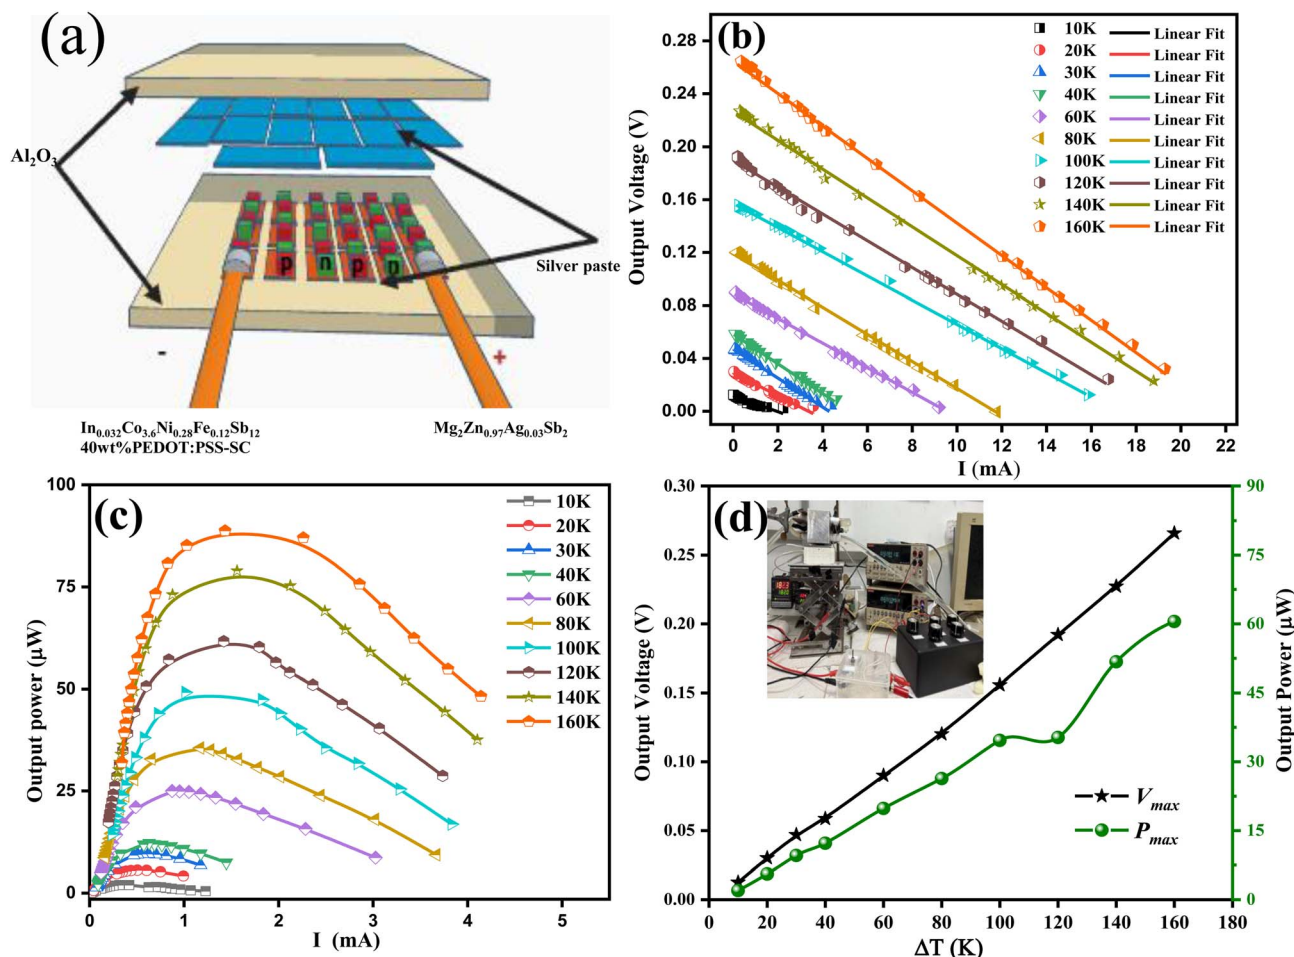 (a)
Al₂O₃
Silver paste
p n p n
-
+
In₀.₀₃₂Co₃.₆Ni₀.₂₈Fe₀.₁₂Sb₁₂
40wt%PEDOT:PSS-SC
Mg₂Zn₀.₉₇Ag₀.₀₃Sb₂
(b)
Output Voltage (V)
0.28
0.24
0.20
0.16
0.12
0.08
0.04
0.00
10K Linear Fit
20K Linear Fit
30K Linear Fit
40K Linear Fit
60K Linear Fit
80K Linear Fit
100K Linear Fit
120K Linear Fit
140K Linear Fit
160K Linear Fit
0 2 4 6 8 10 12 14 16 18 20 22
I (mA)
(c)
Output power (μW)
100
75
50
25
0
10K
20K
30K
40K
60K
80K
100K
120K
140K
160K
0 1 2 3 4 5
I (mA)
(d)
Output Voltage (V)
0.30
0.25
0.20
0.15
0.10
0.05
0.00
Vmax
Pmax
90
75
60
45
30
15
0
Output Power (μW)
0 20 40 60 80 100 120 140 160 180
ΔT (K)